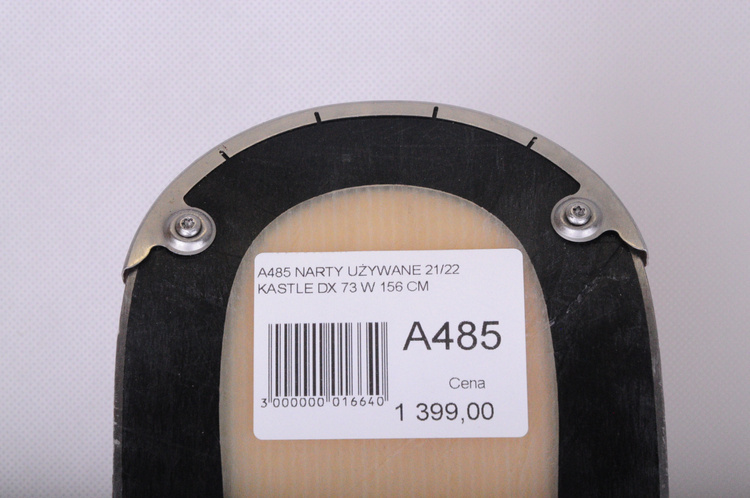 A485 NARTY UŻYWANE 21/22
KASTLE DX 73 W 156 CM
A485
3 000000 016640
Cena
1 399,00